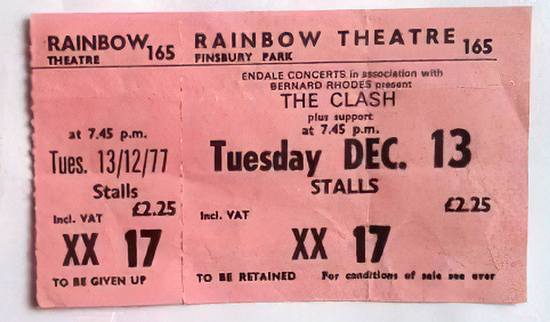 RAINBOW
THEATRE
165
at 7.45 p.m.
Tues. 13/12/77
Stalls
£2.25
Incl. VAT
XX 17
TO BE GIVEN UP
RAINBOW THEATRE
FINSBURY PARK
165
ENDALE CONCERTS in association with
BERNARD RHODES present
THE CLASH
plus support
at 7.45 p.m.
Tuesday DEC. 13
STALLS
£2.25
Incl. VAT
XX 17
TO BE RETAINED For conditions of sale see over